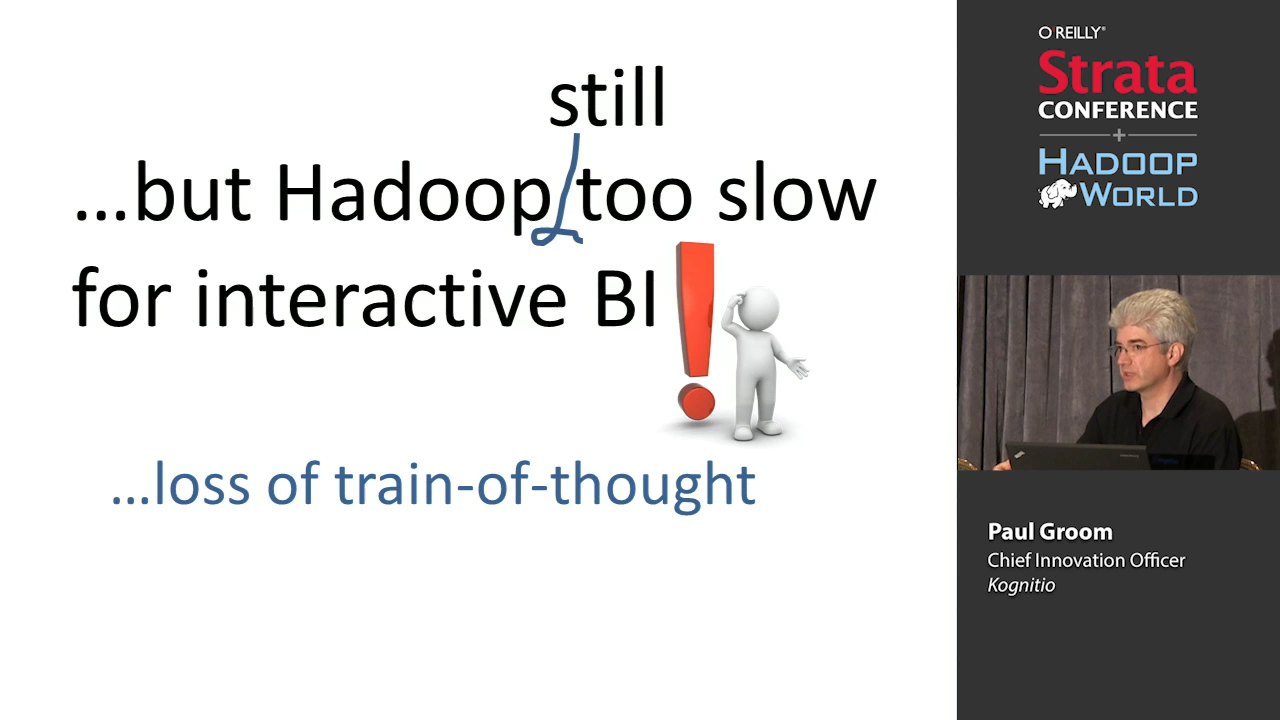 still
...but Hadoop too slow
for interactive BI
...loss of train-of-thought
O'REILLY®
Strata
CONFERENCE
+
HADOOP
WORLD
Paul Groom
Chief Innovation Officer
Kognitio